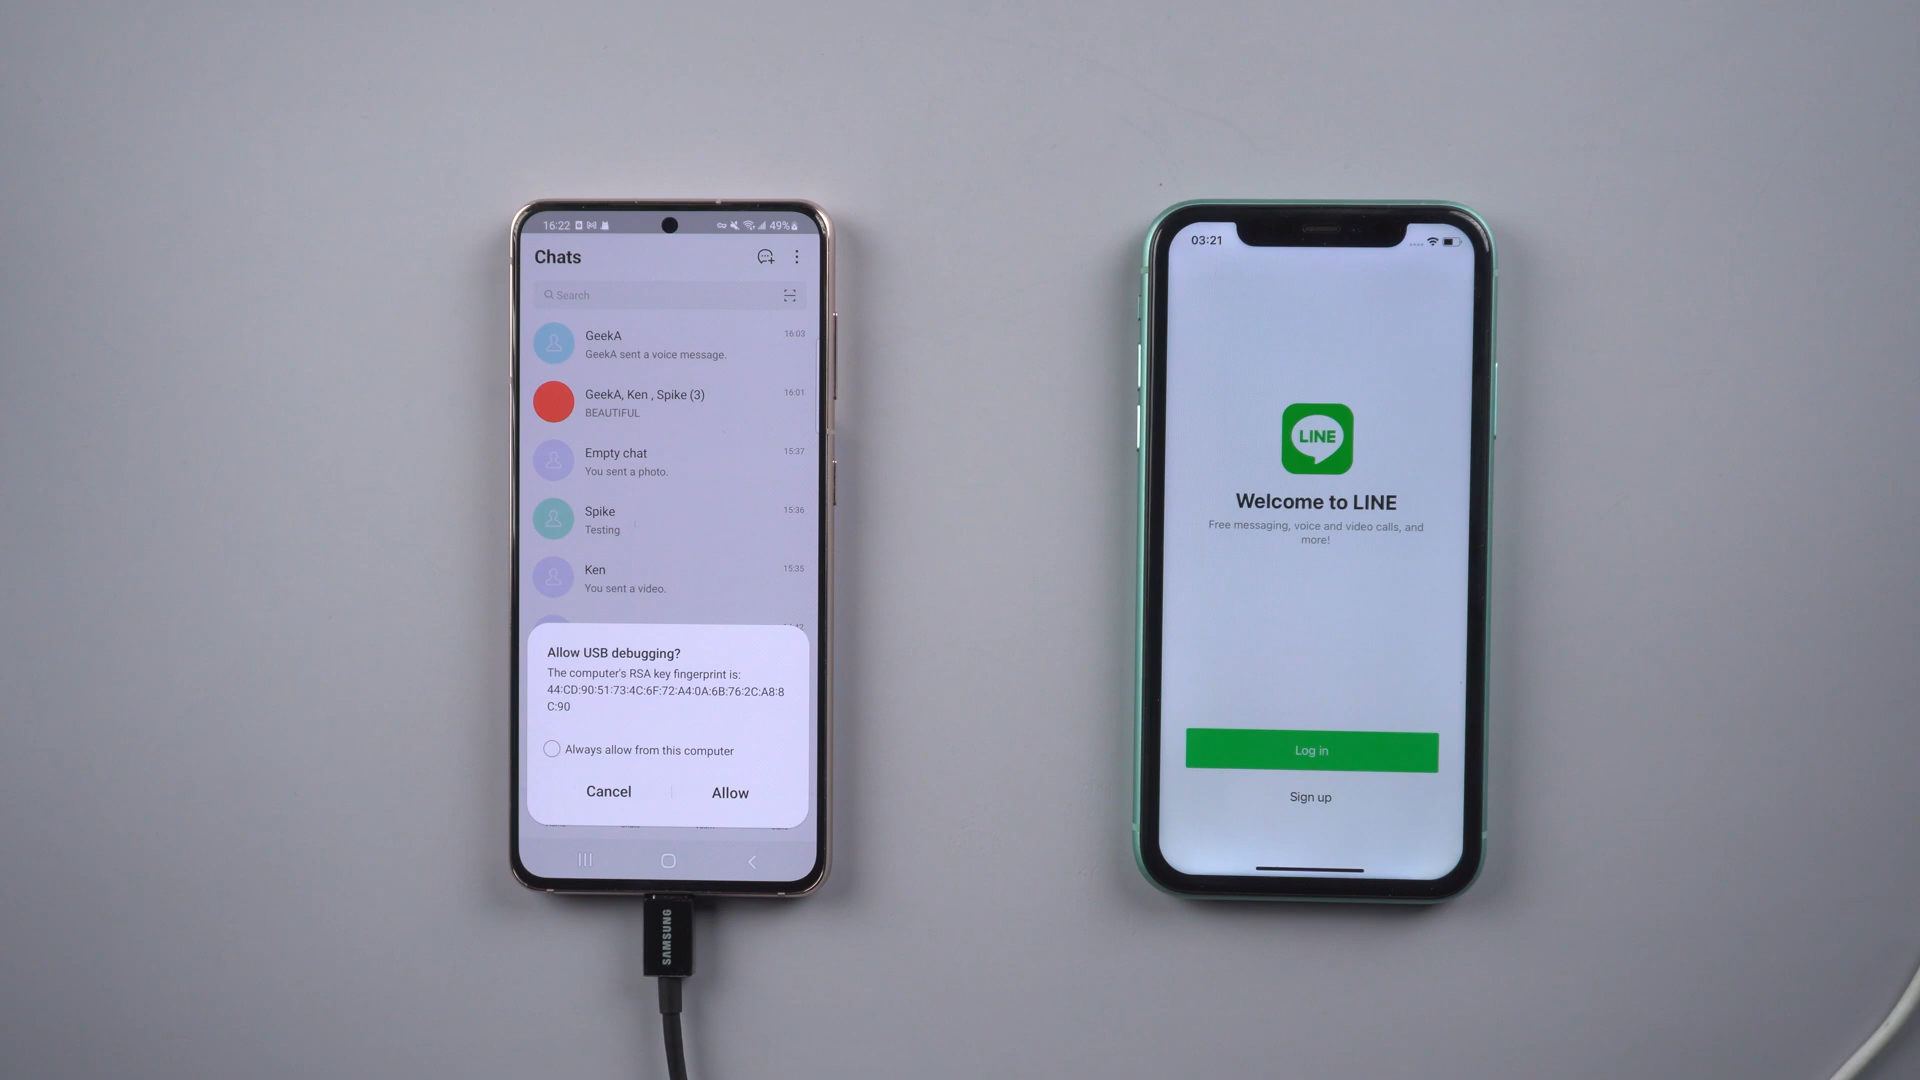 16:22
49%
Chats
Search
GeekA
16:03
GeekA sent a voice message.
GeekA, Ken , Spike (3)
16:01
BEAUTIFUL
Empty chat
15:37
You sent a photo.
Spike
15:36
Testing
Ken
15:35
You sent a video.
Allow USB debugging?
The computer's RSA key fingerprint is:
44:CD:90:51:73:4C:6F:72:A4:0A:6B:76:2C:A8:8
C:90
Always allow from this computer
Cancel
Allow
SAMSUNG
03:21
LINE
Welcome to LINE
Free messaging, voice and video calls, and
more!
Log in
Sign up